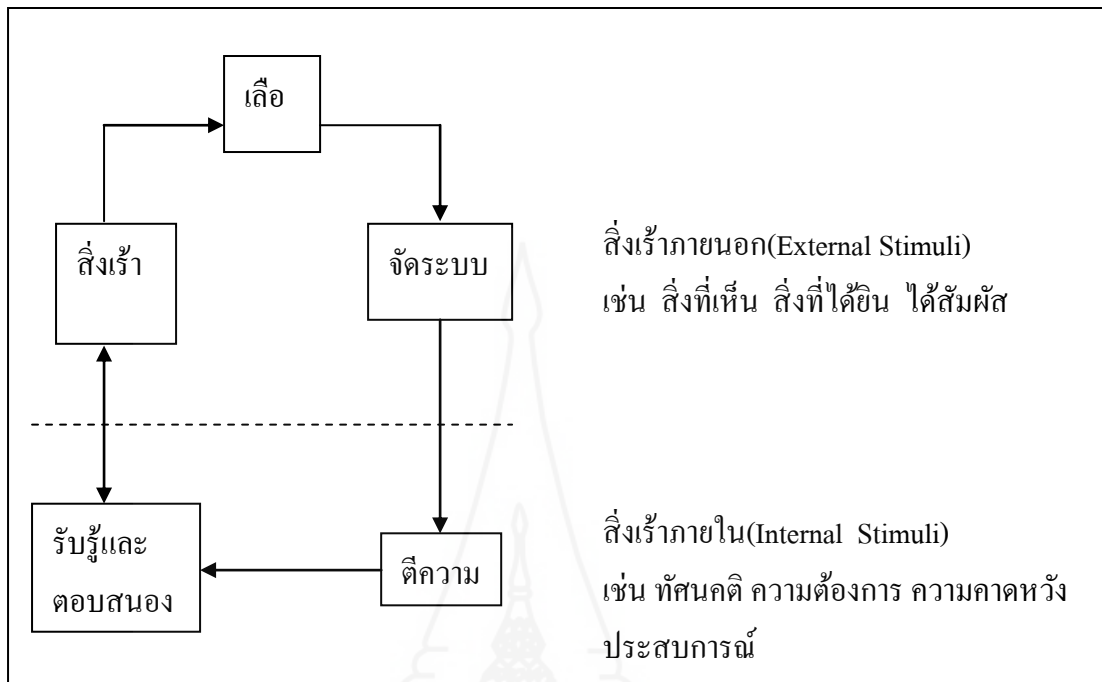 เลือ
สิ่งเร้า
จัดระบบ
สิ่งเร้าภายนอก(External Stimuli)
เช่น สิ่งที่เห็น สิ่งที่ได้ยิน ได้สัมผัส
รับรู้และ
ตอบสนอง
ตีความ
สิ่งเร้าภายใน(Internal Stimuli)
เช่น ทัศนคติ ความต้องการ ความคาดหวัง
ประสบการณ์